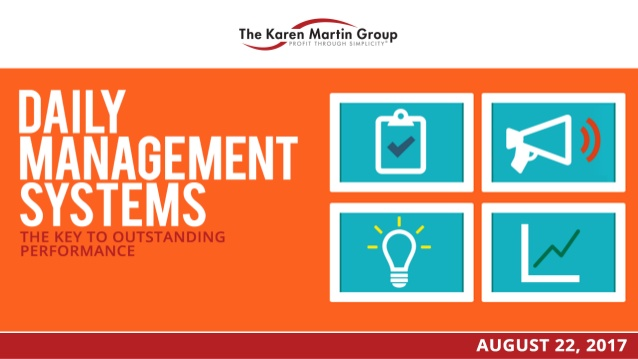 The Karen Martin Group
PROFIT THROUGH SIMPLICITY®
DAILY
MANAGEMENT
SYSTEMS
THE KEY TO OUTSTANDING
PERFORMANCE
AUGUST 22, 2017